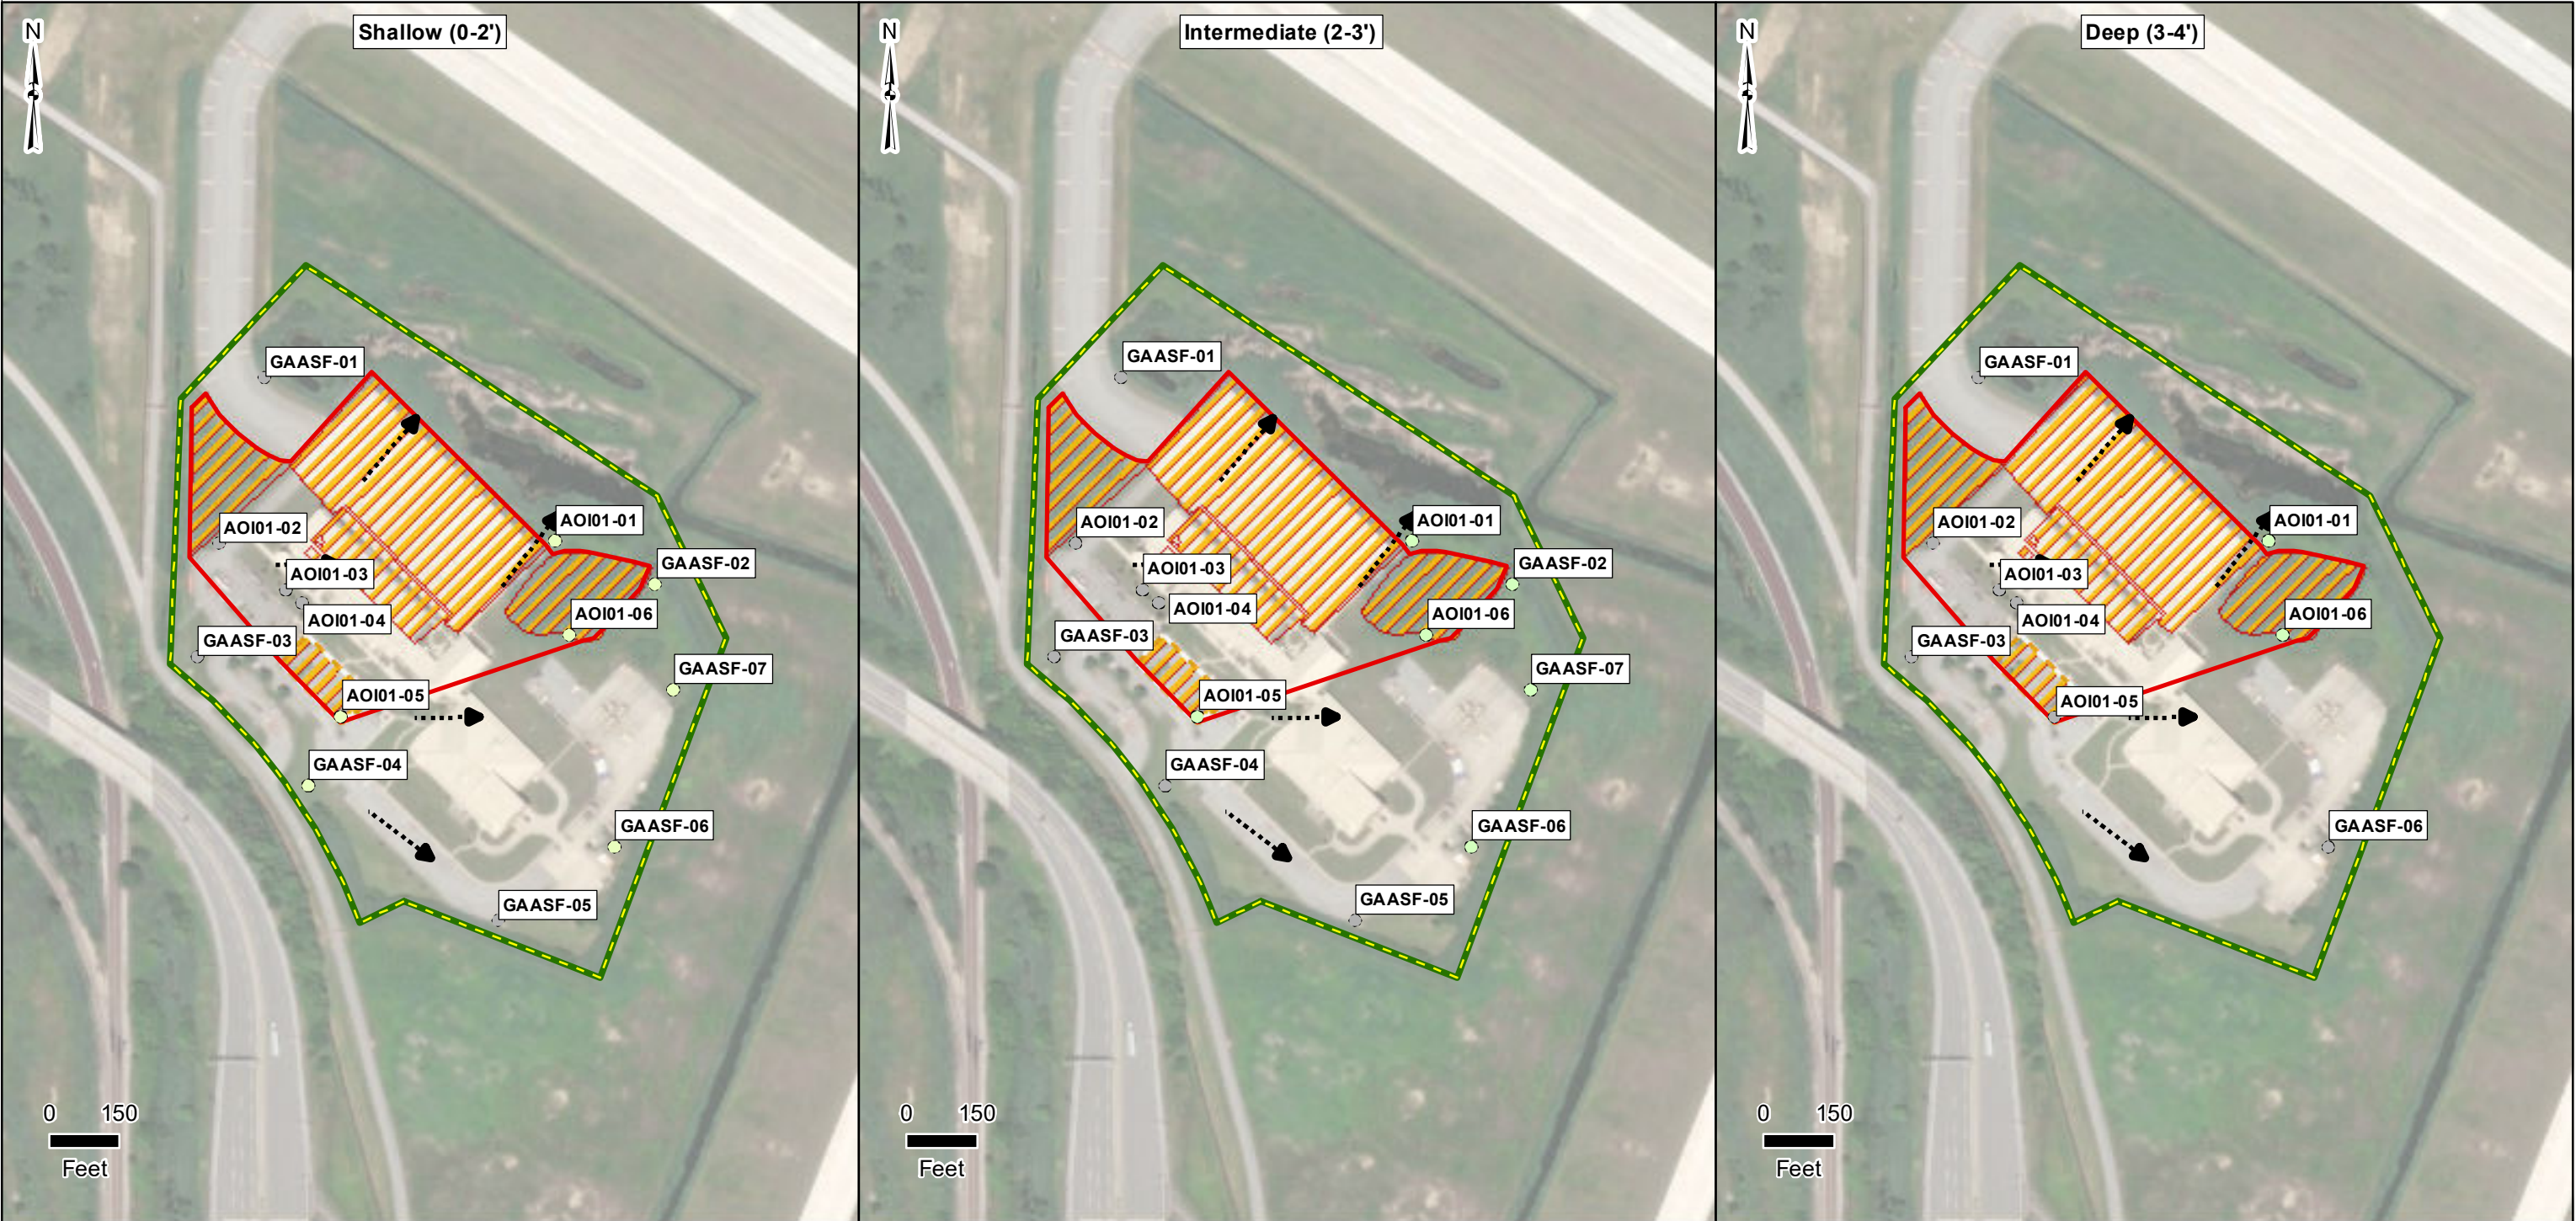 Shallow (0-2')
N
GAASF-01
AOI01-02
AOI01-01
GAASF-02
AOI01-03
AOI01-04
AOI01-06
GAASF-03
GAASF-07
AOI01-05
GAASF-04
GAASF-06
GAASF-05
0 150
Feet
Intermediate (2-3')
N
GAASF-01
AOI01-02
AOI01-01
GAASF-02
AOI01-03
AOI01-04
AOI01-06
GAASF-03
GAASF-07
AOI01-05
GAASF-04
GAASF-06
GAASF-05
0 150
Feet
Deep (3-4')
N
GAASF-01
AOI01-02
AOI01-01
AOI01-03
AOI01-04
AOI01-06
GAASF-03
AOI01-05
GAASF-06
0 150
Feet